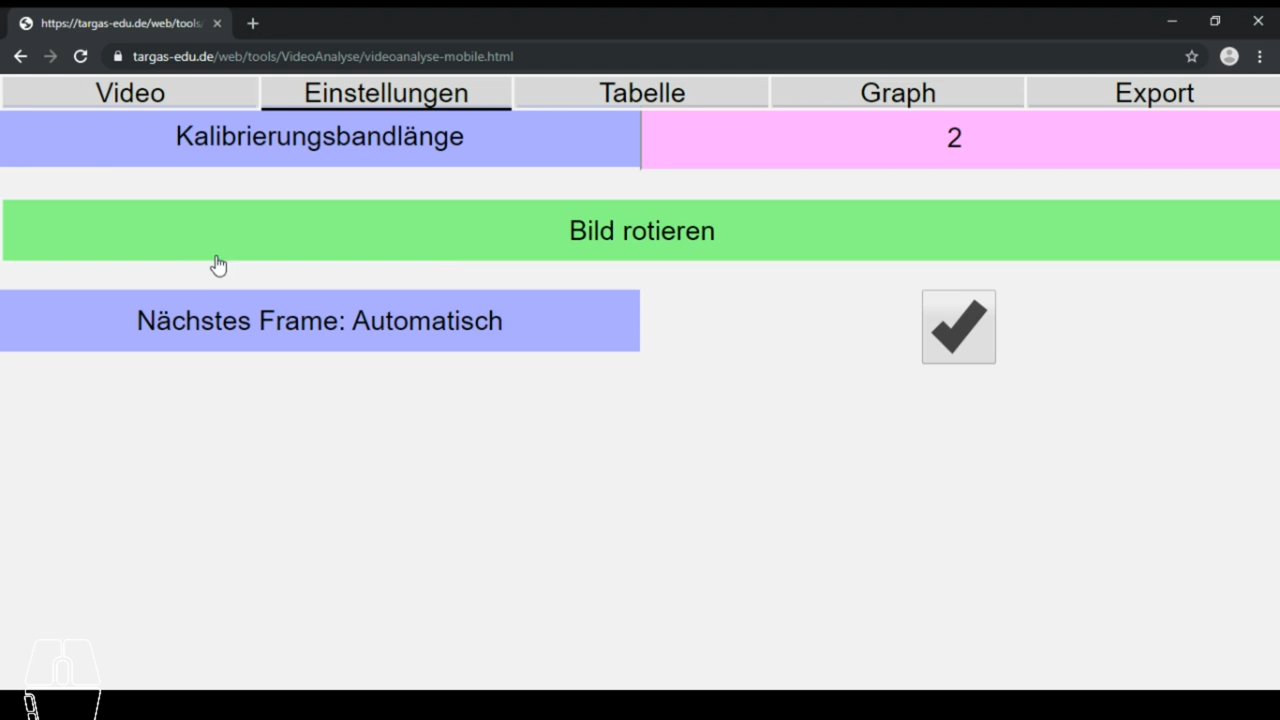 https://targas-edu.de/web/tools/
targas-edu.de/web/tools/VideoAnalyse/videoanalyse-mobile.html
Video Einstellungen Tabelle Graph Export
Kalibrierungsbandlänge 2
Bild rotieren
Nächstes Frame: Automatisch